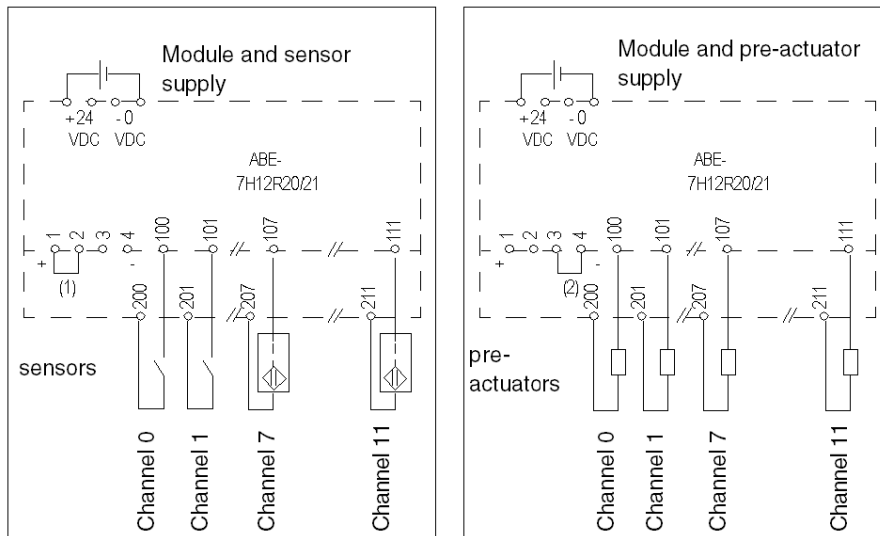 Module and sensor
supply
+24 - 0
VDC VDC
ABE-
7H12R20/21
1 2 3 4 100 101 107 111
+ -
(1)
200 201 207 211
sensors
Channel 0
Channel 1
Channel 7
Channel 11
Module and pre-actuator
supply
+24 - 0
VDC VDC
ABE-
7H12R20/21
1 2 3 4 100 101 107 111
+ -
(2)
200 201 207 211
pre-
actuators
Channel 0
Channel 1
Channel 7
Channel 11